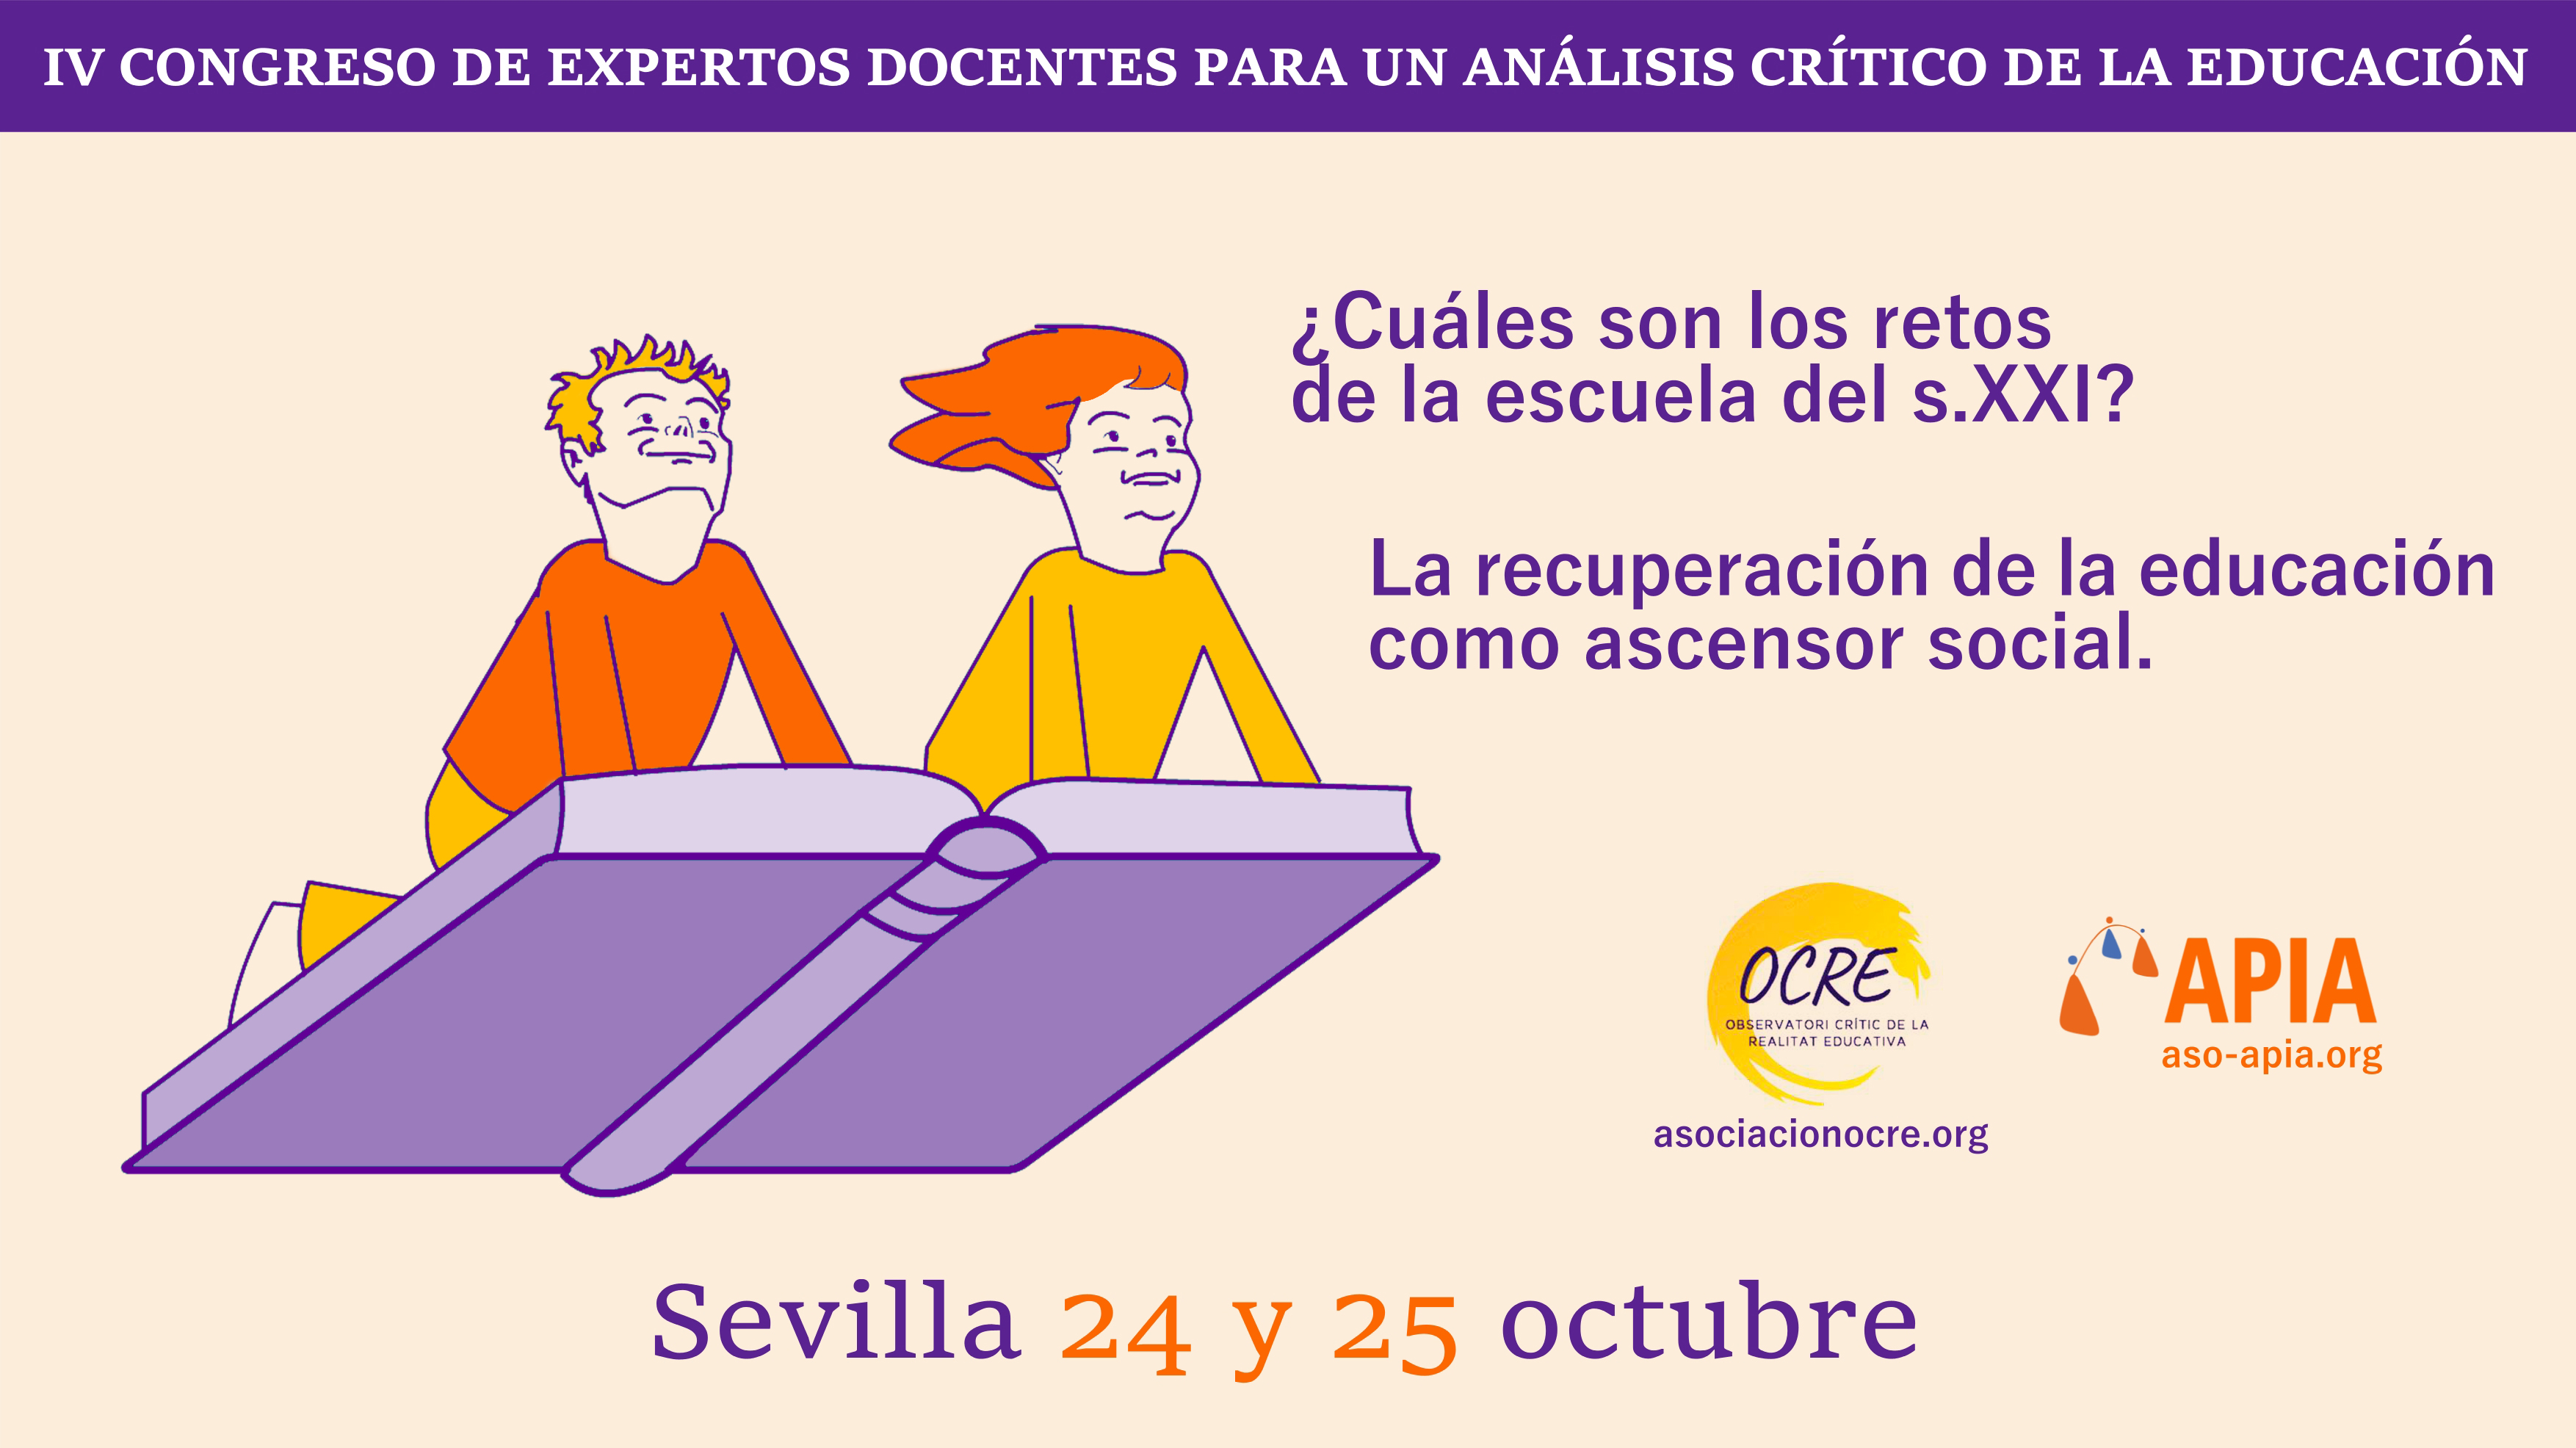 IV CONGRESO DE EXPERTOS DOCENTES PARA UN ANÁLISIS CRÍTICO DE LA EDUCACIÓN
¿Cuáles son los retos
de la escuela del s.XXI?
La recuperación de la educación
como ascensor social.
OCRE
OBSERVATORI CRÍTIC DE LA
REALITAT EDUCATIVA
asociacionocre.org
APIA
aso-apia.org
Sevilla 24 y 25 octubre